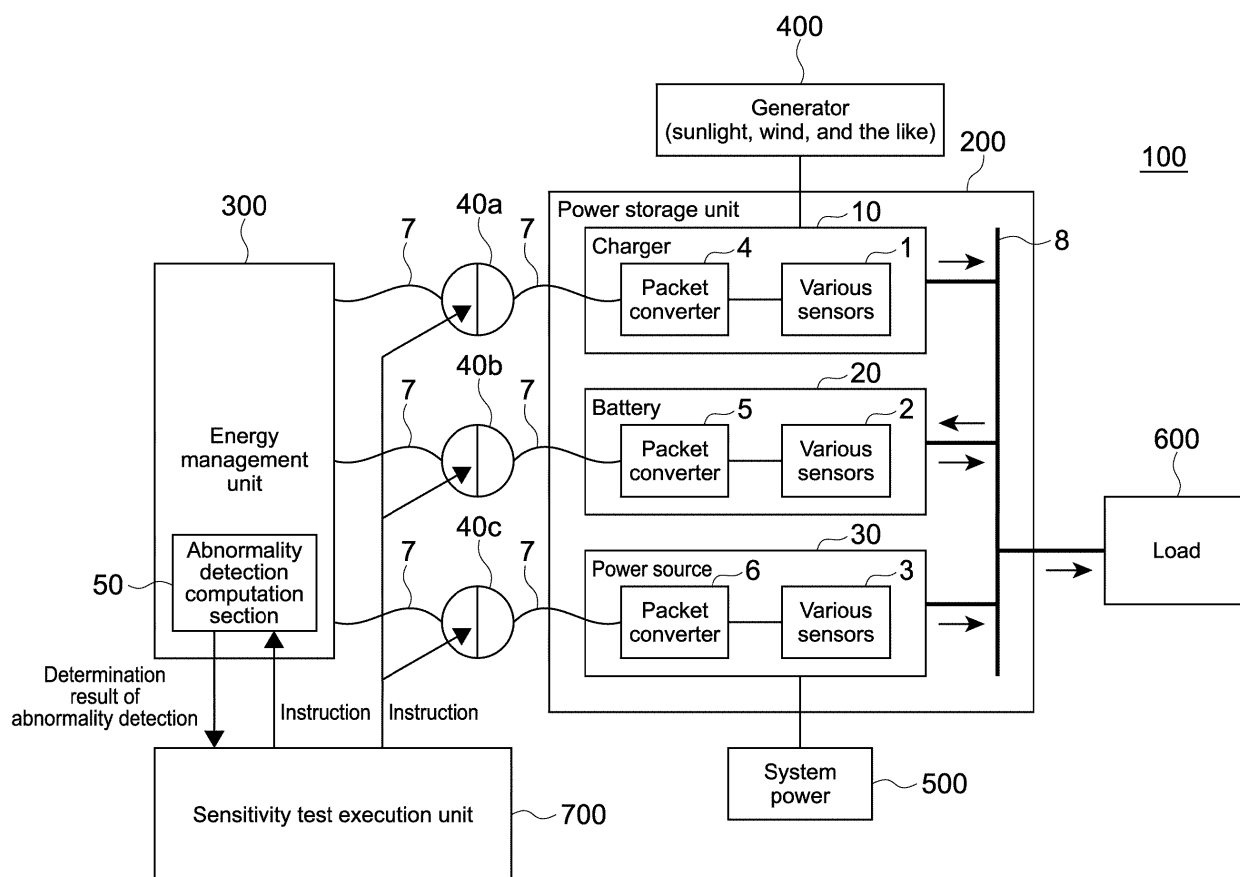 400
Generator
(sunlight, wind, and the like)
200
100
300
40a
7
7
Power storage unit
10
8
Charger
4
1
Packet
converter
Various
sensors
40b
7
7
20
Battery
5
2
Packet
converter
Various
sensors
Energy
management
unit
600
Load
40c
7
7
30
Power source
6
3
Packet
converter
Various
sensors
50
Abnormality
detection
computation
section
Determination
result of
abnormality detection
Instruction
Instruction
System
power
500
Sensitivity test execution unit
700